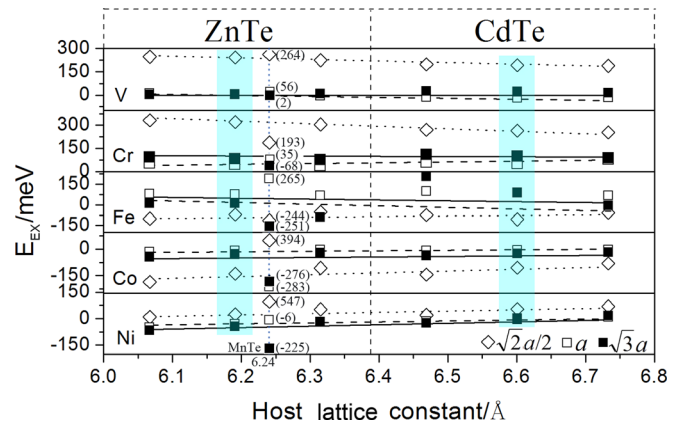 ZnTe CdTe
300
150
0
V
(264)
(56)
(2)
300
150
0
Cr
(193)
(35)
(-68)
150
0
-150
Fe
(265)
(-244)
(-251)
0
-150
Co
(394)
(-276)
(-283)
150
0
-150
Ni
(547)
(-6)
(-225)
MnTe
6.24
◇√2a/2 □a ■√3a
E_EX/meV
6.0 6.1 6.2 6.3 6.4 6.5 6.6 6.7 6.8
Host lattice constant/Å